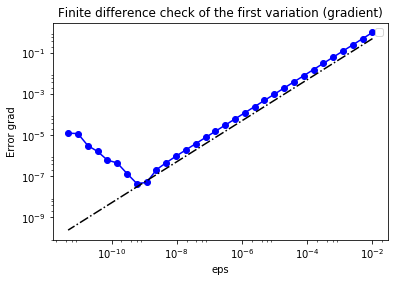 Finite difference check of the first variation (gradient)
Error grad
10⁻¹
10⁻³
10⁻⁵
10⁻⁷
10⁻⁹
10⁻¹⁰ 10⁻⁸ 10⁻⁶ 10⁻⁴ 10⁻²
eps